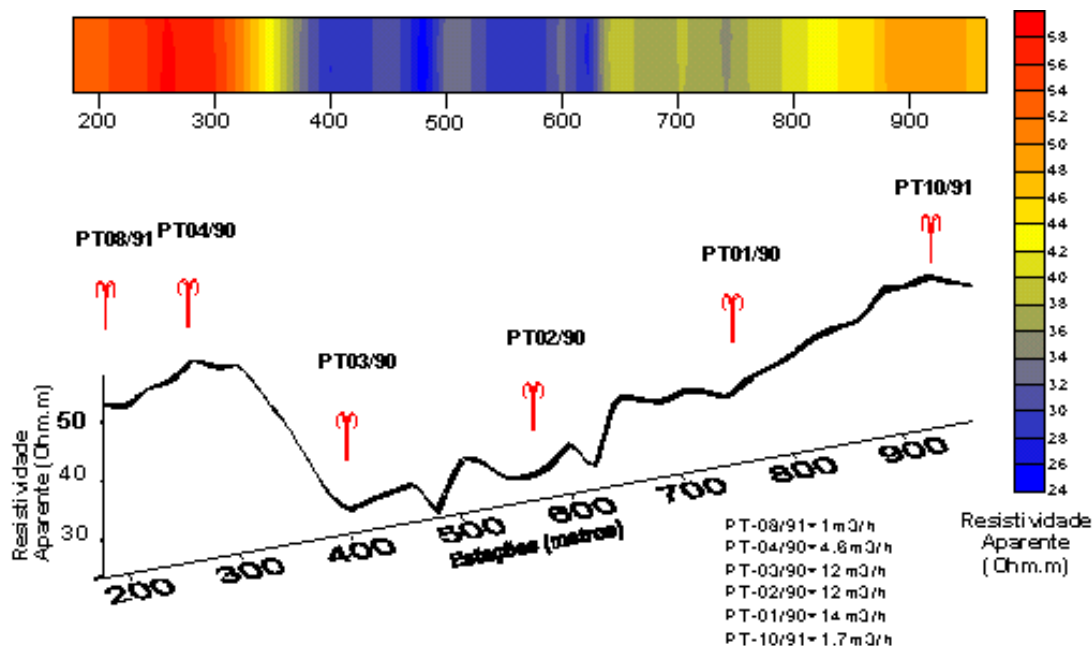 200 300 400 500 600 700 800 900
58
56
54
52
50
48
46
44
42
40
38
36
34
32
30
28
26
24
Resistividade
Aparente
(Ohm.m)
PT08/91
PT04/90
PT03/90
PT02/90
PT01/90
PT10/91
Resistividade
Aparente (Ohm.m)
50
40
30
200 300 400 500 600 700 800 900
Estações (metros)
PT-08/91= 1 m3/h
PT-04/90= 4.6 m3/h
PT-03/90= 12 m3/h
PT-02/90= 12 m3/h
PT-01/90= 14 m3/h
PT-10/91= 1.7 m3/h